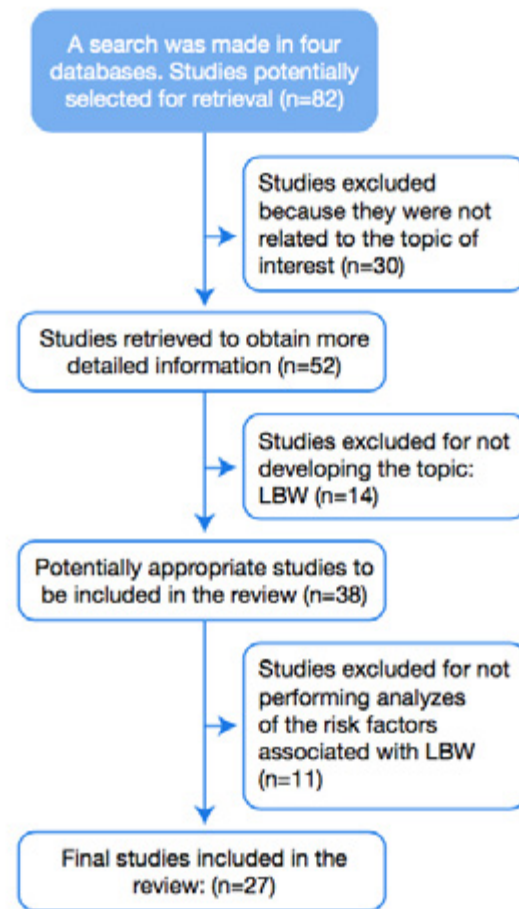 A search was made in four
databases. Studies potentially
selected for retrieval (n=82)
Studies excluded
because they were not
related to the topic of
interest (n=30)
Studies retrieved to obtain more
detailed information (n=52)
Studies excluded for not
developing the topic:
LBW (n=14)
Potentially appropriate studies to
be included in the review (n=38)
Studies excluded for not
performing analyzes
of the risk factors
associated with LBW
(n=11)
Final studies included in the
review: (n=27)